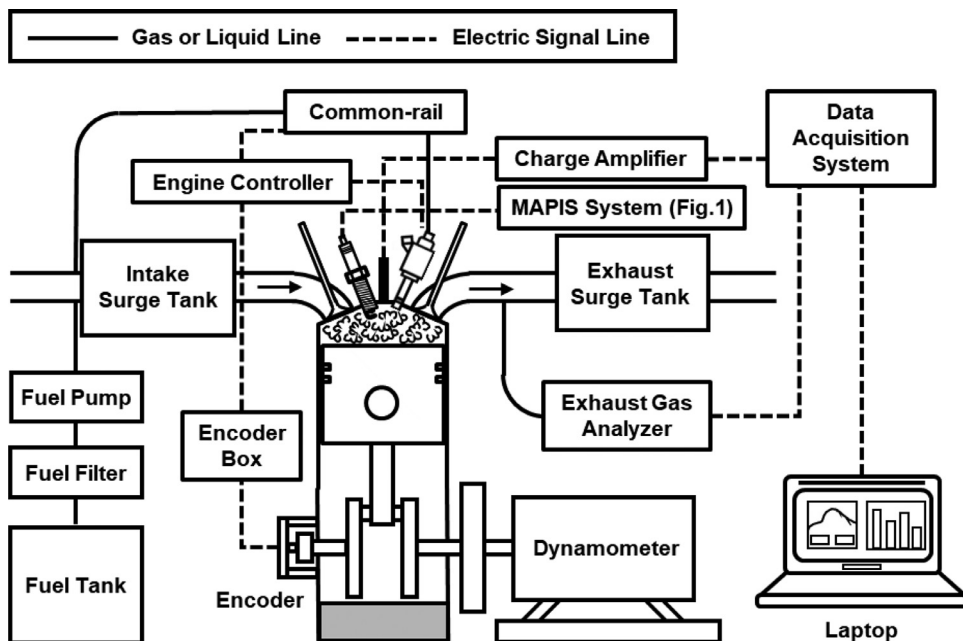 Gas or Liquid Line
Electric Signal Line
Common-rail
Data
Acquisition
System
Charge Amplifier
Engine Controller
MAPIS System (Fig.1)
Intake
Surge Tank
Exhaust
Surge Tank
Fuel Pump
Exhaust Gas
Analyzer
Encoder
Box
Fuel Filter
Dynamometer
Fuel Tank
Encoder
Laptop